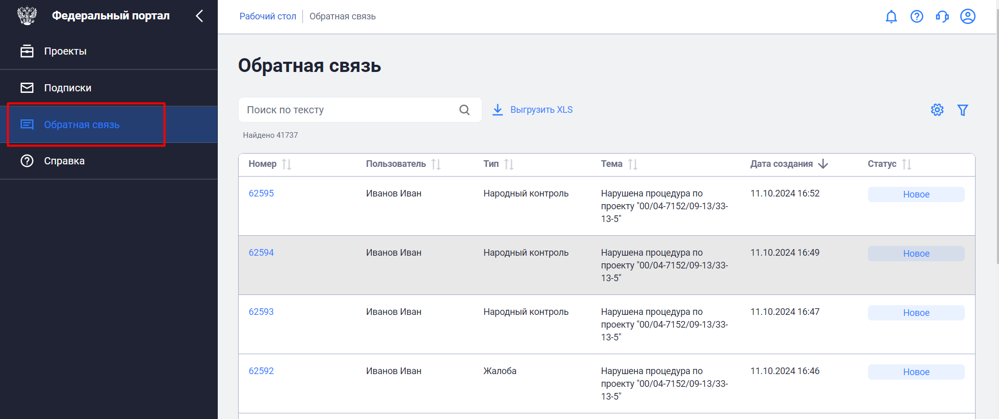 Федеральный портал
Проекты
Подписки
Обратная связь
Справка
Рабочий стол
Обратная связь
Обратная связь
Поиск по тексту
Выгрузить XLS
Найдено 41737
Номер Пользователь Тип Тема Дата создания Статус
62595 Иванов Иван Народный контроль Нарушена процедура по 11.10.2024 16:52 Новое
проекту "00/04-7152/09-13/33-
13-5"
62594 Иванов Иван Народный контроль Нарушена процедура по 11.10.2024 16:49 Новое
проекту "00/04-7152/09-13/33-
13-5"
62593 Иванов Иван Народный контроль Нарушена процедура по 11.10.2024 16:47 Новое
проекту "00/04-7152/09-13/33-
13-5"
62592 Иванов Иван Жалоба Нарушена процедура по 11.10.2024 16:46 Новое
проекту "00/04-7152/09-13/33-
13-5"